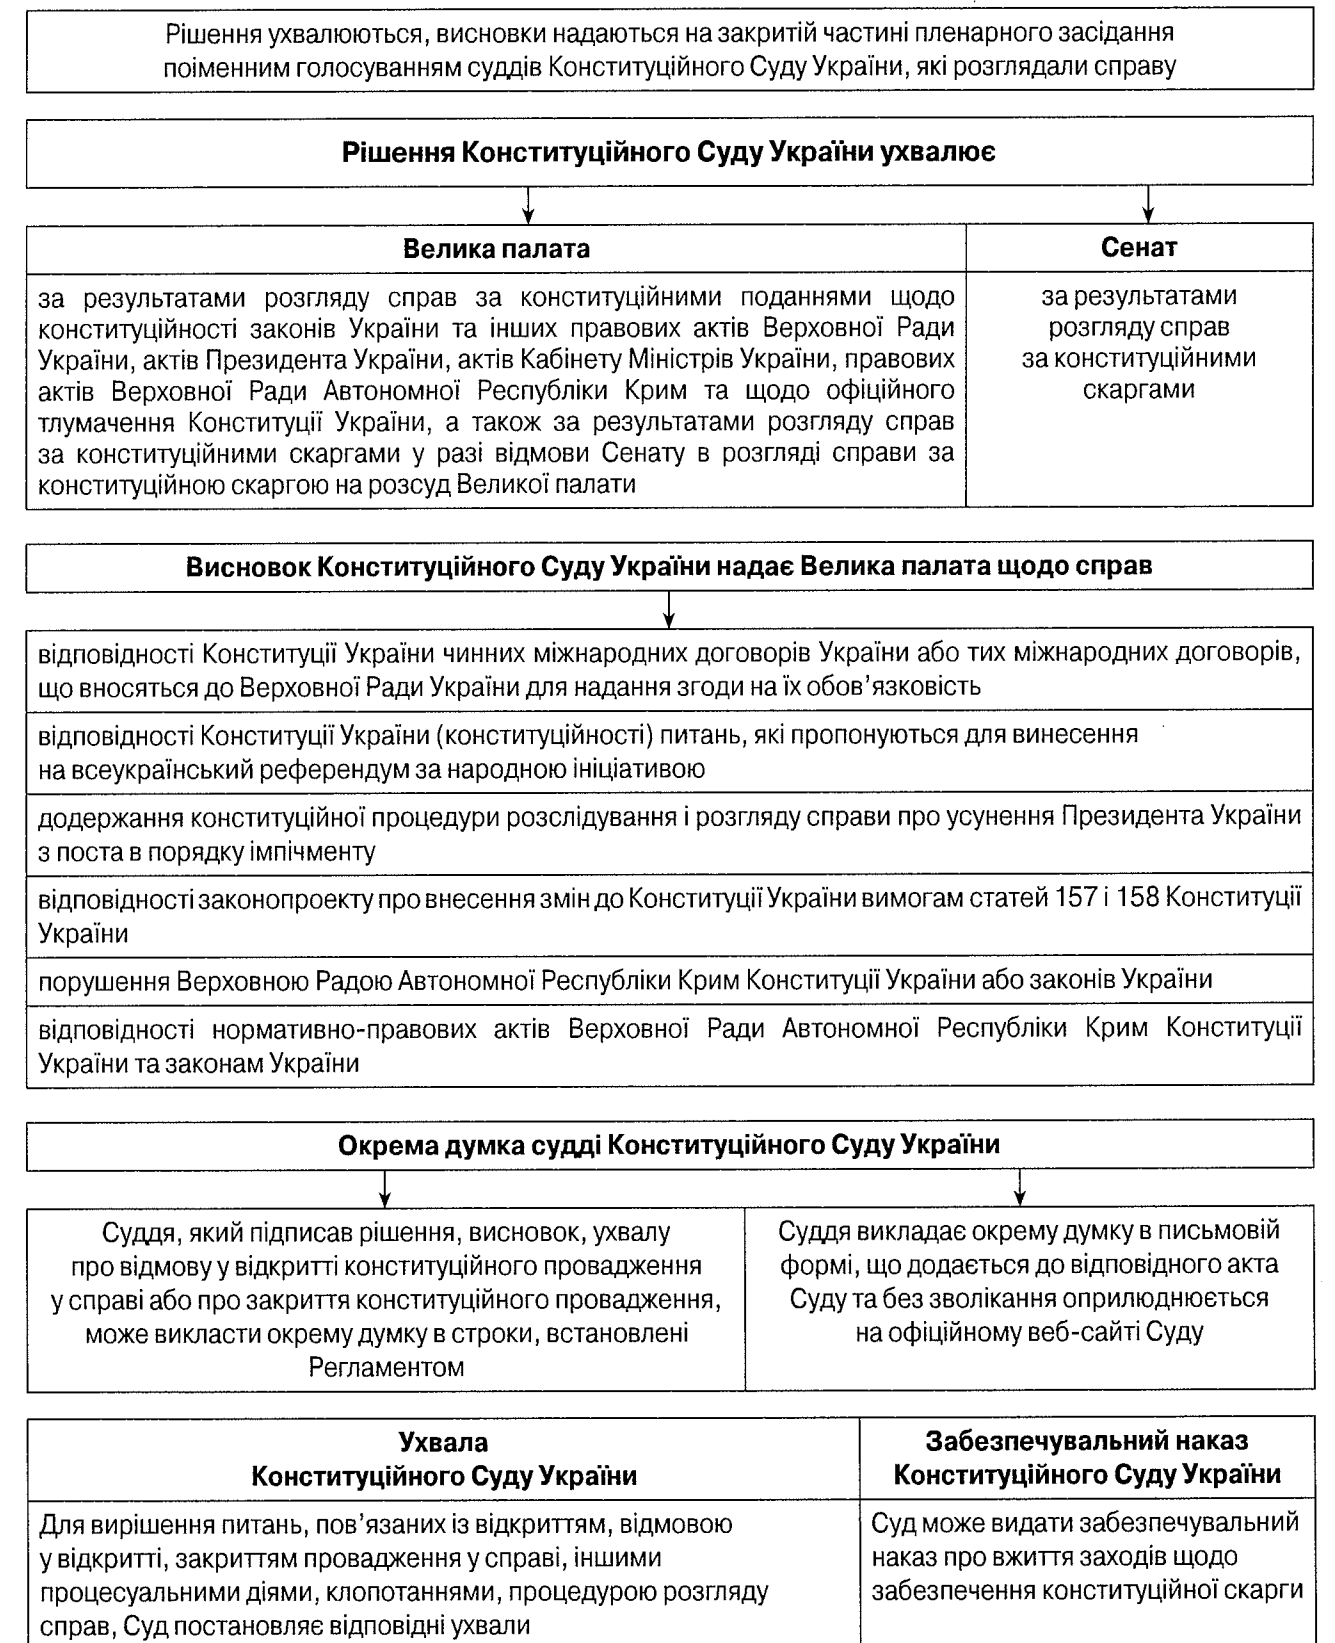 Рішення ухвалюються, висновки надаються на закритій частині пленарного засідання
поіменним голосуванням суддів Конституційного Суду України, які розглядали справу
Рішення Конституційного Суду України ухвалює
Велика палата
за результатами розгляду справ за конституційними поданнями щодо
конституційності законів України та інших правових актів Верховної Ради
України, актів Президента України, актів Кабінету Міністрів України, правових
актів Верховної Ради Автономної Республіки Крим та щодо офіційного
тлумачення Конституції України, а також за результатами розгляду справ
за конституційними скаргами у разі відмови Сенату в розгляді справи за
конституційною скаргою на розсуд Великої палати
Сенат
за результатами
розгляду справ
за конституційними
скаргами
Висновок Конституційного Суду України надає Велика палата щодо справ
відповідності Конституції України чинних міжнародних договорів України або тих міжнародних договорів,
що вносяться до Верховної Ради України для надання згоди на їх обов’язковість
відповідності Конституції України (конституційності) питань, які пропонуються для винесення
на всеукраїнський референдум за народною ініціативою
додержання конституційної процедури розслідування і розгляду справи про усунення Президента України
з поста в порядку імпічменту
відповідності законопроекту про внесення змін до Конституції України вимогам статей 157 і 158 Конституції
України
порушення Верховною Радою Автономної Республіки Крим Конституції України або законів України
відповідності нормативно-правових актів Верховної Ради Автономної Республіки Крим Конституції
України та законам України
Окрема думка судді Конституційного Суду України
Суддя, який підписав рішення, висновок, ухвалу
про відмову у відкритті конституційного провадження
у справі або про закриття конституційного провадження,
може викласти окрему думку в строки, встановлені
Регламентом
Суддя викладає окрему думку в письмовій
формі, що додається до відповідного акта
Суду та без зволікання оприлюднюється
на офіційному веб-сайті Суду
Ухвала
Конституційного Суду України
Для вирішення питань, пов’язаних із відкриттям, відмовою
у відкритті, закриттям провадження у справі, іншими
процесуальними діями, клопотаннями, процедурою розгляду
справ, Суд постановляє відповідні ухвали
Забезпечувальний наказ
Конституційного Суду України
Суд може видати забезпечувальний
наказ про вжиття заходів щодо
забезпечення конституційної скарги